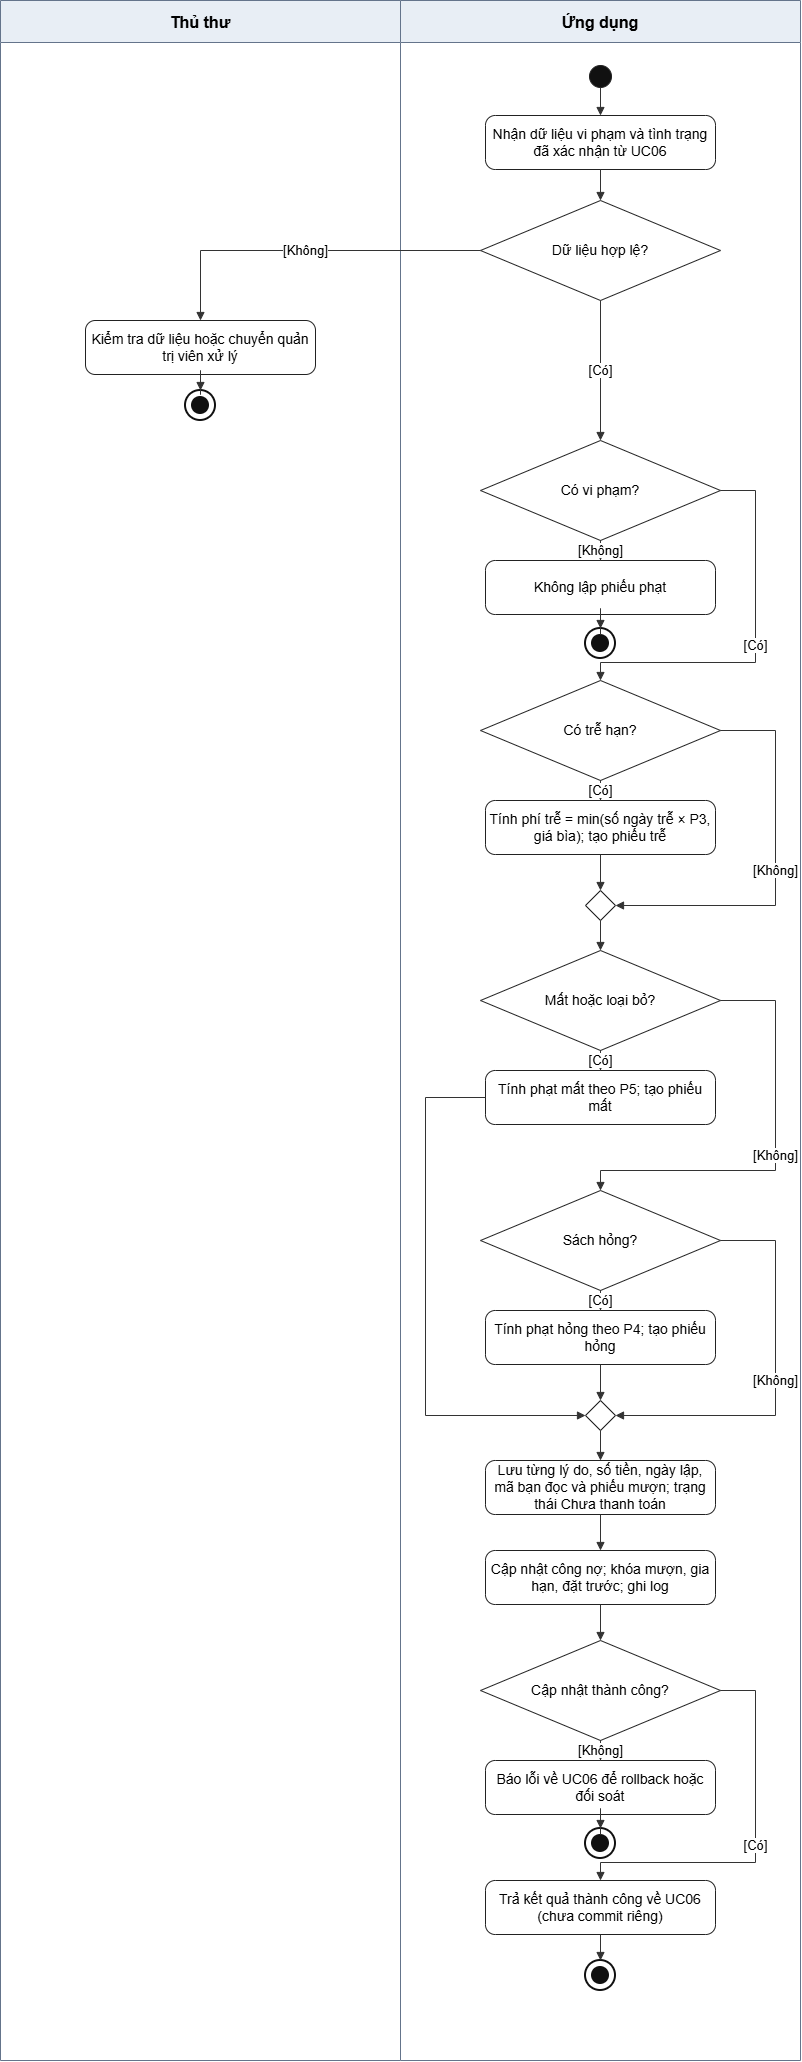 Thủ thư
Ứng dụng
Nhận dữ liệu vi phạm và tình trạng
đã xác nhận từ UC06
Dữ liệu hợp lệ?
[Không]
Kiểm tra dữ liệu hoặc chuyển quản
trị viên xử lý
[Có]
Có vi phạm?
[Không]
Không lập phiếu phạt
[Có]
Có trễ hạn?
[Có]
Tính phí trễ = min(số ngày trễ × P3,
giá bìa); tạo phiếu trễ
[Không]
Mất hoặc loại bỏ?
[Có]
Tính phạt mất theo P5; tạo phiếu
mất
[Không]
Sách hỏng?
[Có]
Tính phạt hỏng theo P4; tạo phiếu
hỏng
[Không]
Lưu từng lý do, số tiền, ngày lập,
mã bạn đọc và phiếu mượn; trạng
thái Chưa thanh toán
Cập nhật công nợ; khóa mượn, gia
hạn, đặt trước; ghi log
Cập nhật thành công?
[Không]
Báo lỗi về UC06 để rollback hoặc
đối soát
[Có]
Trả kết quả thành công về UC06
(chưa commit riêng)